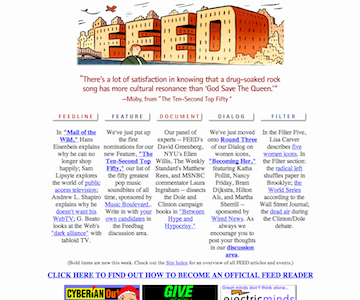 "There's a lot of satisfaction in knowing that a drug-soaked rock
song has more cultural resonance than 'God Save The Queen.'"
—Moby, from "The Ten-Second Top Fifty"
FEEDLINE
In "Mail of the
Wild," Hans
Eisenbeis explains
why he can no
longer shop
happily; Sam
Lipsyte explores
the world of public
access television;
Andrew L. Shapiro
explains why he
doesn't want his
WebTV; G. Beato
looks at the Web's
"dark alliance" with
tabloid TV.
FEATURE
We've just put up
the first
nominations for our
new Feature, "The
Ten-Second Top
Fifty," our list of
the fifty greatest
pop music
soundbites of all
time, sponsored by
Music Boulevard..
Write in with your
own candidates in
the Feedbag
discussion area.
DOCUMENT
Our panel of
experts -- FEED's
David Greenberg,
NYU's Ellen
Willis, The Weekly
Standard's Matthew
Rees, and MSNBC
commentator Laura
Ingraham -- dissects
the Dole and
Clinton campaign
books in "Between
Hype and
Hypocrisy."
DIALOG
We've just moved
onto Round Three
of our Dialog on
women icons,
"Becoming Her,"
featuring Katha
Pollitt, Nancy
Friday, Bram
Dijkstra, Hilton
Als, and Martha
Sherrill --
sponsored by
Wired News. As
always we
encourage you to
post your thoughts
in our discussion
area.
FILTER
In the Filter Five,
Lisa Carver
describes five
women icons. In
the Filter section:
the radical left
shuffles paper in
Brooklyn; the
World Series
according to the
Wall Street Journal;
the dead air during
the Clinton/Dole
debate.
(Bold items are new this week. Check out the Site Index for an overview of all FEED articles and events.)
CLICK HERE TO FIND OUT HOW TO BECOME AN OFFICIAL FEED READER
CYBERIAN
OUT
GIVE
Great minds don't think alike...
electricminds